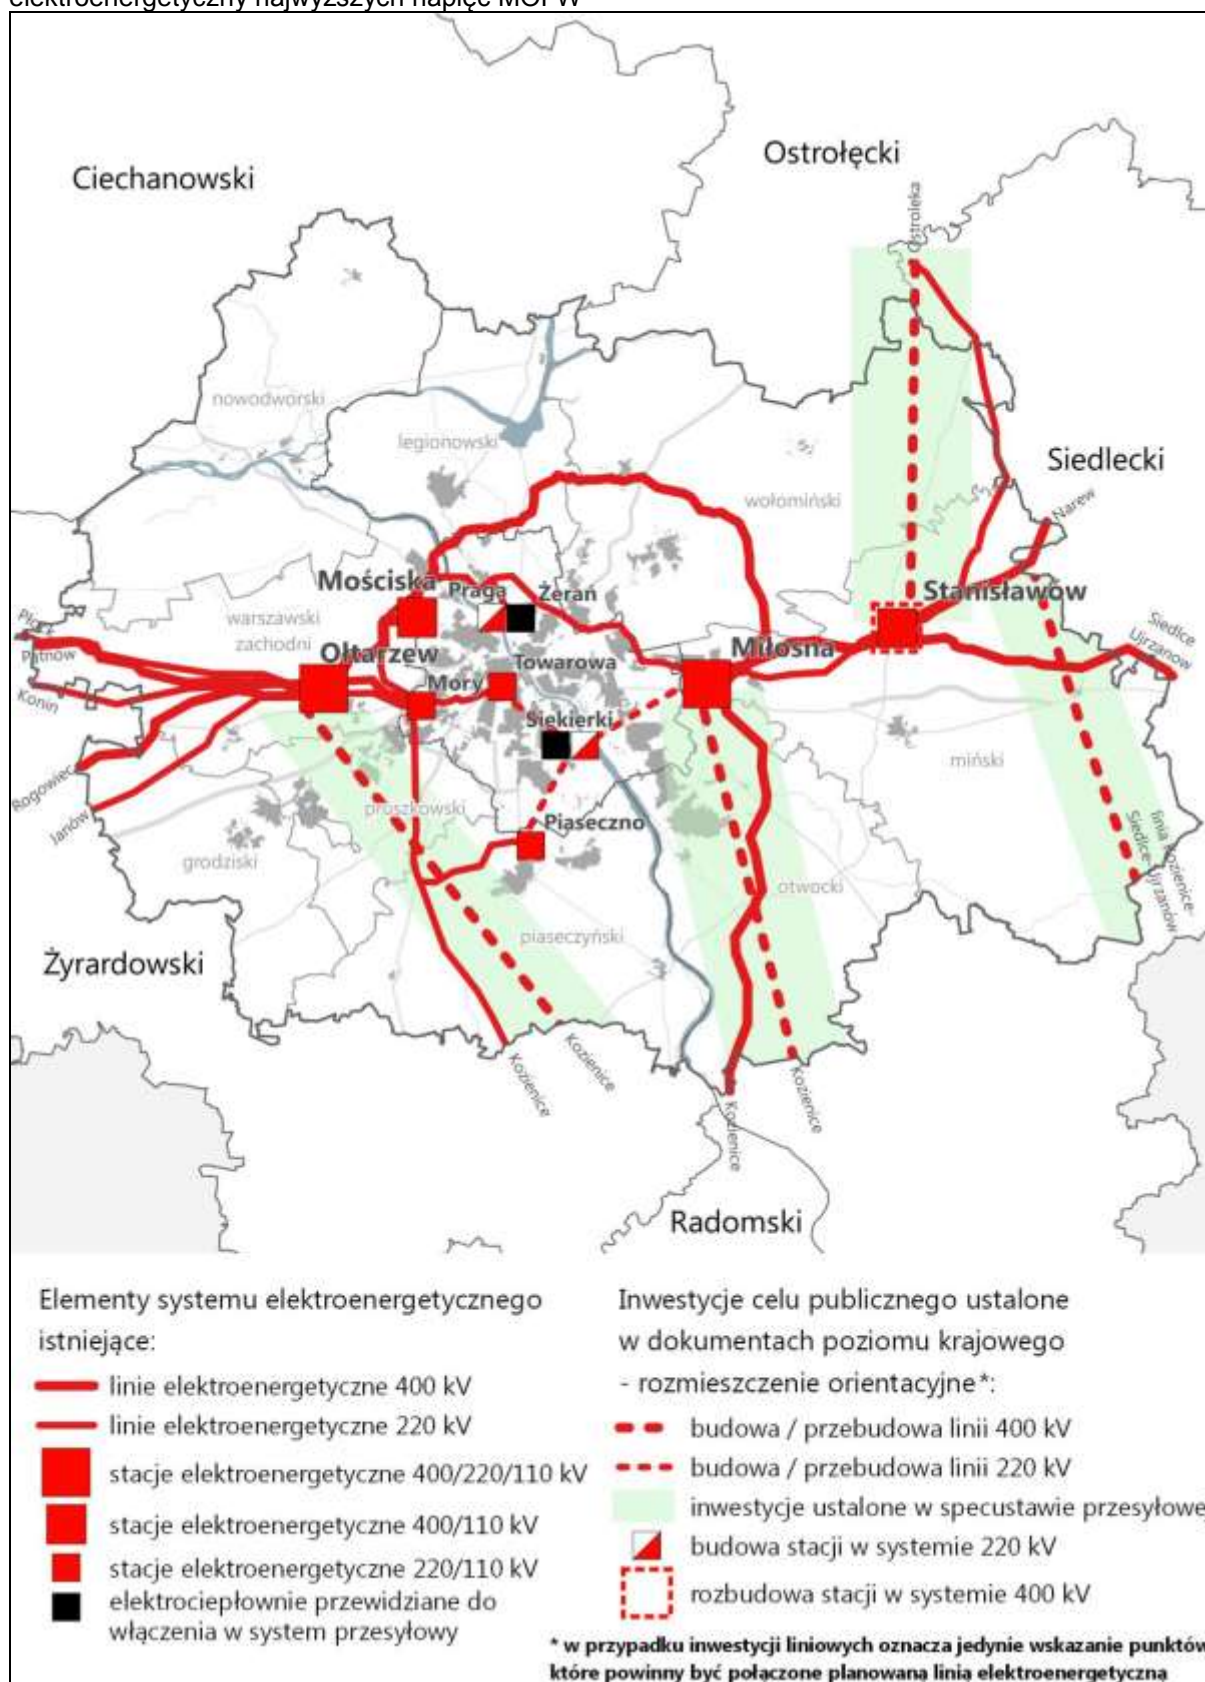 elektroenergetyczny najwyższych napięć MOFW
Ostrołęcki
Ciechanowski
Ostrołęka
nowodworski
legionowski
Siedlecki
wołomiński
Narew
Mościska
Praga
Żerań
Stanisławów
warszawski
zachodni
Płock
Pątnów
Ołtarzew
Towarowa
Miłosna
Siedlce
Ujrzanów
Mory
Konin
Siekierki
miński
Rogowiec
Janów
pruszkowski
Piaseczno
linia Kozienice-
Siedlce-Ujrzanów
grodziski
otwocki
piaseczyński
Żyrardowski
Kozienice
Kozienice
Kozienice
Kozienice
Radomski
Elementy systemu elektroenergetycznego
istniejące:
linie elektroenergetyczne 400 kV
linie elektroenergetyczne 220 kV
stacje elektroenergetyczne 400/220/110 kV
stacje elektroenergetyczne 400/110 kV
stacje elektroenergetyczne 220/110 kV
elektrociepłownie przewidziane do
włączenia w system przesyłowy
Inwestycje celu publicznego ustalone
w dokumentach poziomu krajowego
- rozmieszczenie orientacyjne*:
budowa / przebudowa linii 400 kV
budowa / przebudowa linii 220 kV
inwestycje ustalone w specustawie przesyłowe
budowa stacji w systemie 220 kV
rozbudowa stacji w systemie 400 kV
* w przypadku inwestycji liniowych oznacza jedynie wskazanie punktów
które powinny być połączone planowaną linią elektroenergetyczną